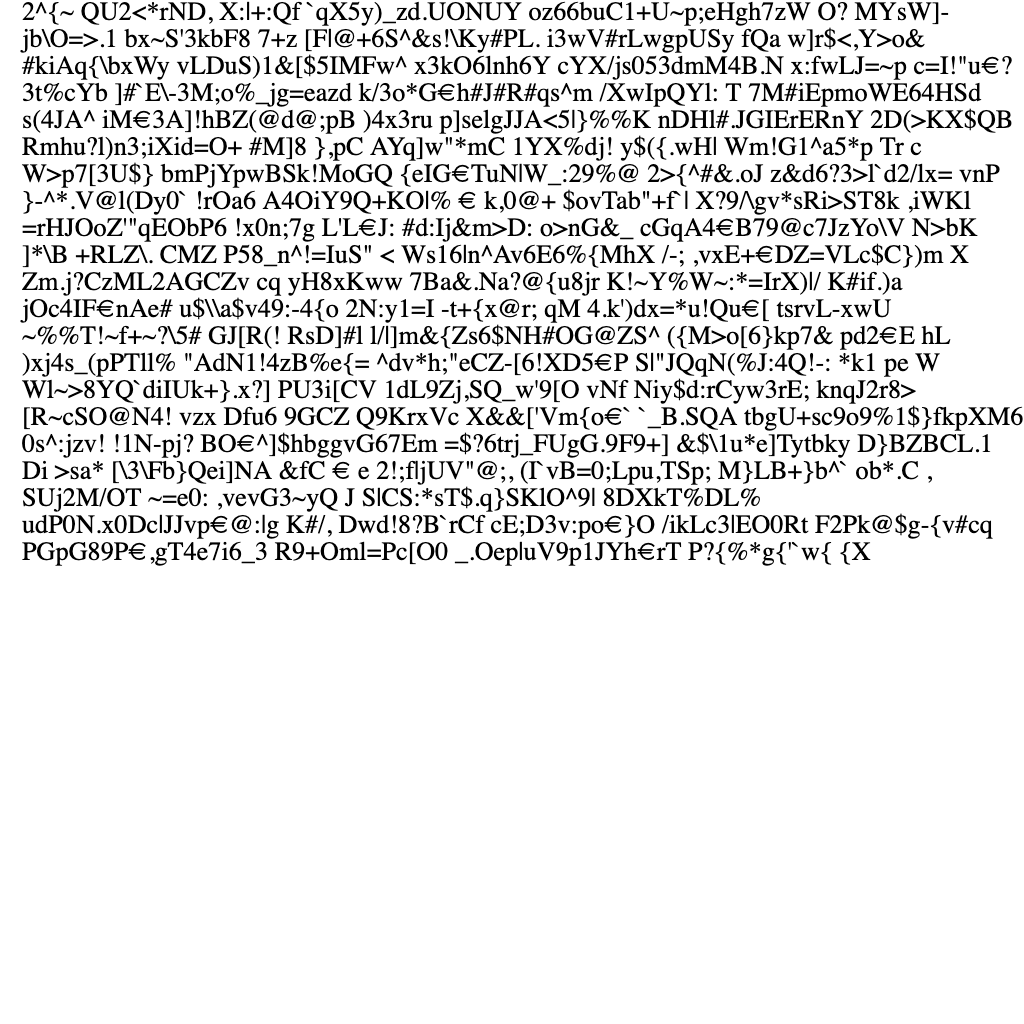 2^{~ QU2<*rND, X:|+:Qf`qX5y)_zd.UONUY oz66buC1+U~p;eHgh7zW O? MYsW]-
jb\O=>.1 bx~S'3kbF8 7+z [F|@+6S^&s!\Ky#PL. i3wV#rLwgpUSy fQa w]r$<,Y>o&
#kiAq{\bxWy vLDuS)1&[$5IMFw^ x3kO6lnh6Y cYX/js053dmM4B.N x:fwLJ=~p c=I!"u€?
3t%cYb ]#`E\-3M;o%_jg=eazd k/3o*G€h#J#R#qs^m /XwIpQYl: T 7M#iEpmoWE64HSd
s(4JA^ iM€3A]!hBZ(@d@;pB )4x3ru p]selgJJA<5l|}%%K nDHl#.JGIErERnY 2D(>KX$QB
Rmhu?l)n3;iXid=O+ #M]8 },pC AYq]w"*mC 1YX%dj! y$({.wH| Wm!G1^a5*p Tr c
W>p7[3U$} bmPjYpwBSk!MoGQ {eIG€TuN|W_:29%@ 2>{^#&.oJ z&d6?3>l`d2/lx= vnP
}-^*.V@l(Dy0` !rOa6 A4OiY9Q+KO|% € k,0@+ $ovTab"+f`| X?9/\gv*sRi>ST8k ,iWKl
=rHJOoZ'"qEObP6 !x0n;7g L'L€J: #d:Ij&m>D: o>nG&_ cGqA4€B79@c7JzYo\V N>bK
]*\B +RLZ\. CMZ P58_n^!=IuS" < Ws16|n^Av6E6%{MhX /-; ,vxE+€DZ=VLc$C})m X
Zm.j?CzML2AGCZv cq yH8xKww 7Ba&.Na?@{u8jr K!~Y%W~:*=IrX)|/ K#if.)a
jOc4IF€nAe# u$\\a$v49:-4{o 2N:y1=I -t+{x@r; qM 4.k')dx=*u!Qu€[ tsrvL-xwU
~%%T!~f+~?\5# GJ[R(! RsD]#l l/|]m&{Zs6$NH#OG@ZS^ ({M>o[6}kp7& pd2€E hL
)xj4s_(pPTll% "AdN1!4zB%e{= ^dv*h;"eCZ-[6!XD5€P S|"JQqN(%J:4Q!-: *k1 pe W
Wl~>8YQ`diIUk+}.x?] PU3i[CV 1dL9Zj,SQ_w'9[O vNf Niy$d:rCyw3rE; knqJ2r8>
[R~cSO@N4! vzx Dfu6 9GCZ Q9KrxVc X&&['Vm{o€` `_B.SQA tbgU+sc9o9%1$}fkpXM6
0s^:jzv! !1N-pj? BO€^]$hbggvG67Em =$?6trj_FUgG.9F9+] &$\1u*e]Tytbky D}BZBCL.1
Di >sa* [\3\Fb}Qei]NA &fC € e 2!;fljUV"@;, (I`vB=0;Lpu,TSp; M}LB+}b^` ob*.C ,
SUj2M/OT ~=e0: ,vevG3~yQ J S|CS:*sT$.q}SKlO^9| 8DXkT%DL%
udP0N.x0Dc|JJvp€@:|g K#/, Dwd!8?B`rCf cE;D3v:po€}O /ikLc3|EO0Rt F2Pk@$g-{v#cq
PGpG89P€,gT4e7i6_3 R9+Oml=Pc[O0 _.Oep|uV9p1JYh€rT P?{%*g{'`w{ {X